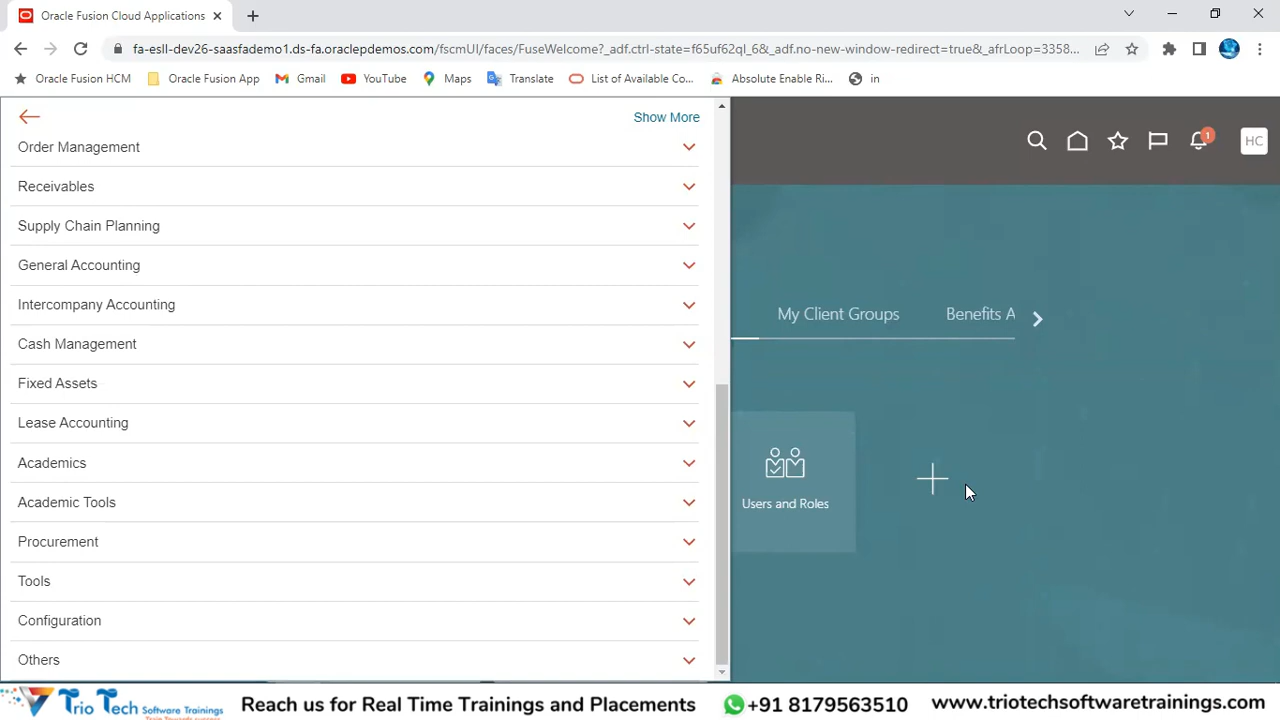 Oracle Fusion Cloud Applications
fa-esll-dev26-saasfademo1.ds-fa.oraclepdemos.com/fscmUI/faces/FuseWelcome?_adf.ctrl-state=f65uf62ql_6&_adf.no-new-window-redirect=true&_afrLoop=3358...
Oracle Fusion HCM Oracle Fusion App Gmail YouTube Maps Translate List of Available Co... Absolute Enable Ri... in
Show More
1
HC
Order Management
Receivables
Supply Chain Planning
General Accounting
Intercompany Accounting
My Client Groups Benefits A
Cash Management
Fixed Assets
Lease Accounting
Academics
Academic Tools
Users and Roles
Procurement
Tools
Configuration
Others
Trio Tech Software Trainings
Reach us for Real Time Trainings and Placements +91 8179563510 www.triotechsoftwaretrainings.com